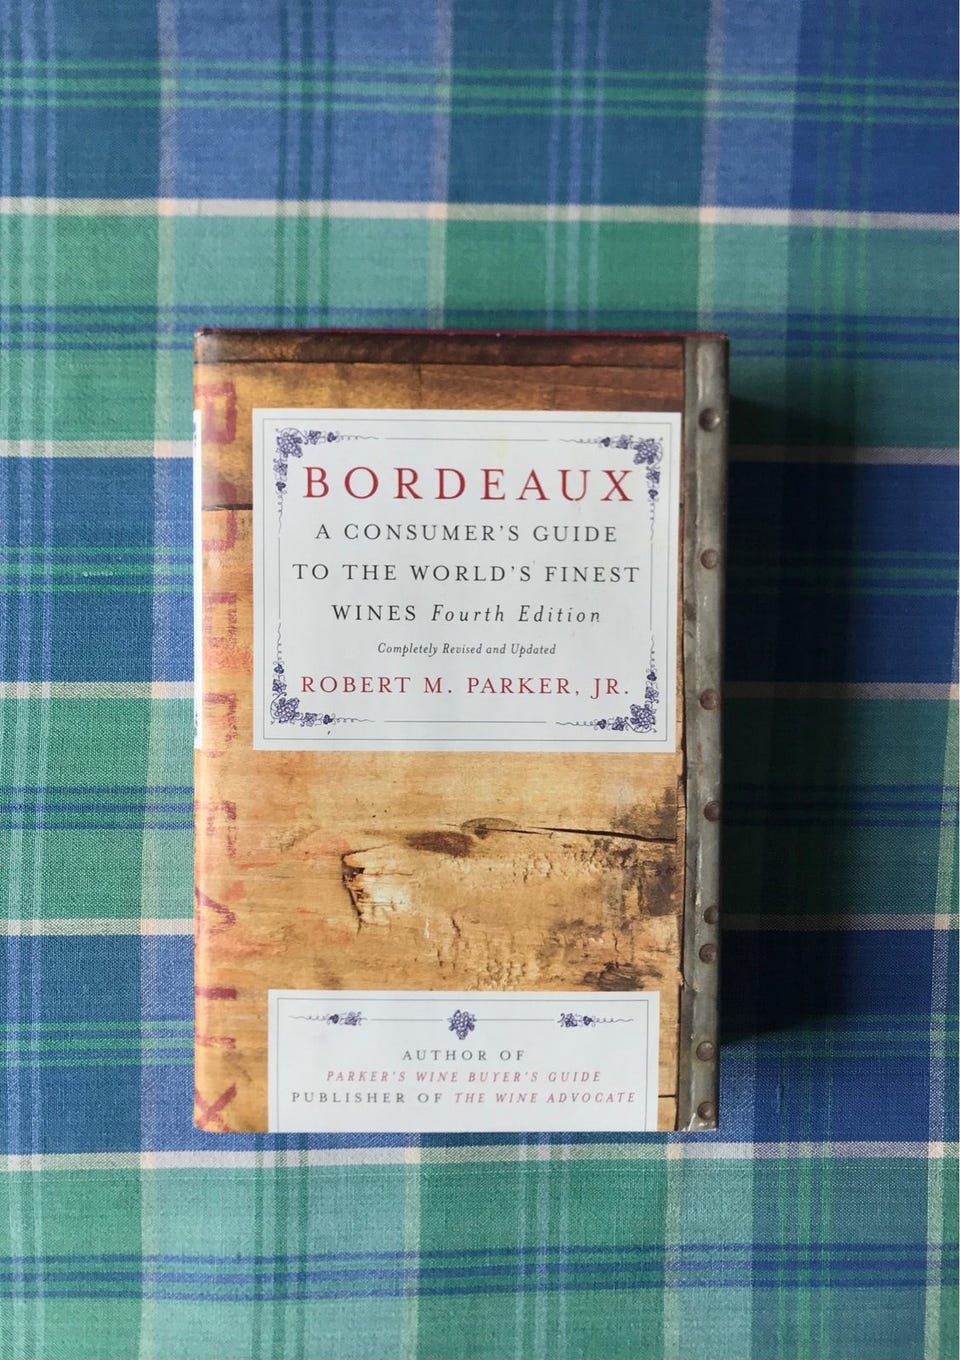 BORDEAUX
A CONSUMER'S GUIDE
TO THE WORLD'S FINEST
WINES Fourth Edition
Completely Revised and Updated
ROBERT M. PARKER, JR.
AUTHOR OF
PARKER'S WINE BUYER'S GUIDE
PUBLISHER OF THE WINE ADVOCATE